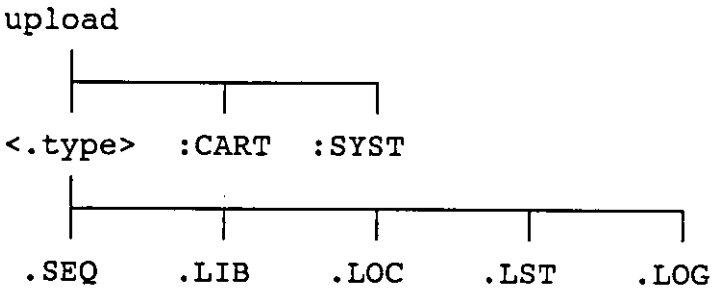 upload
<.type> :CART :SYST
.SEQ .LIB .LOC .LST .LOG